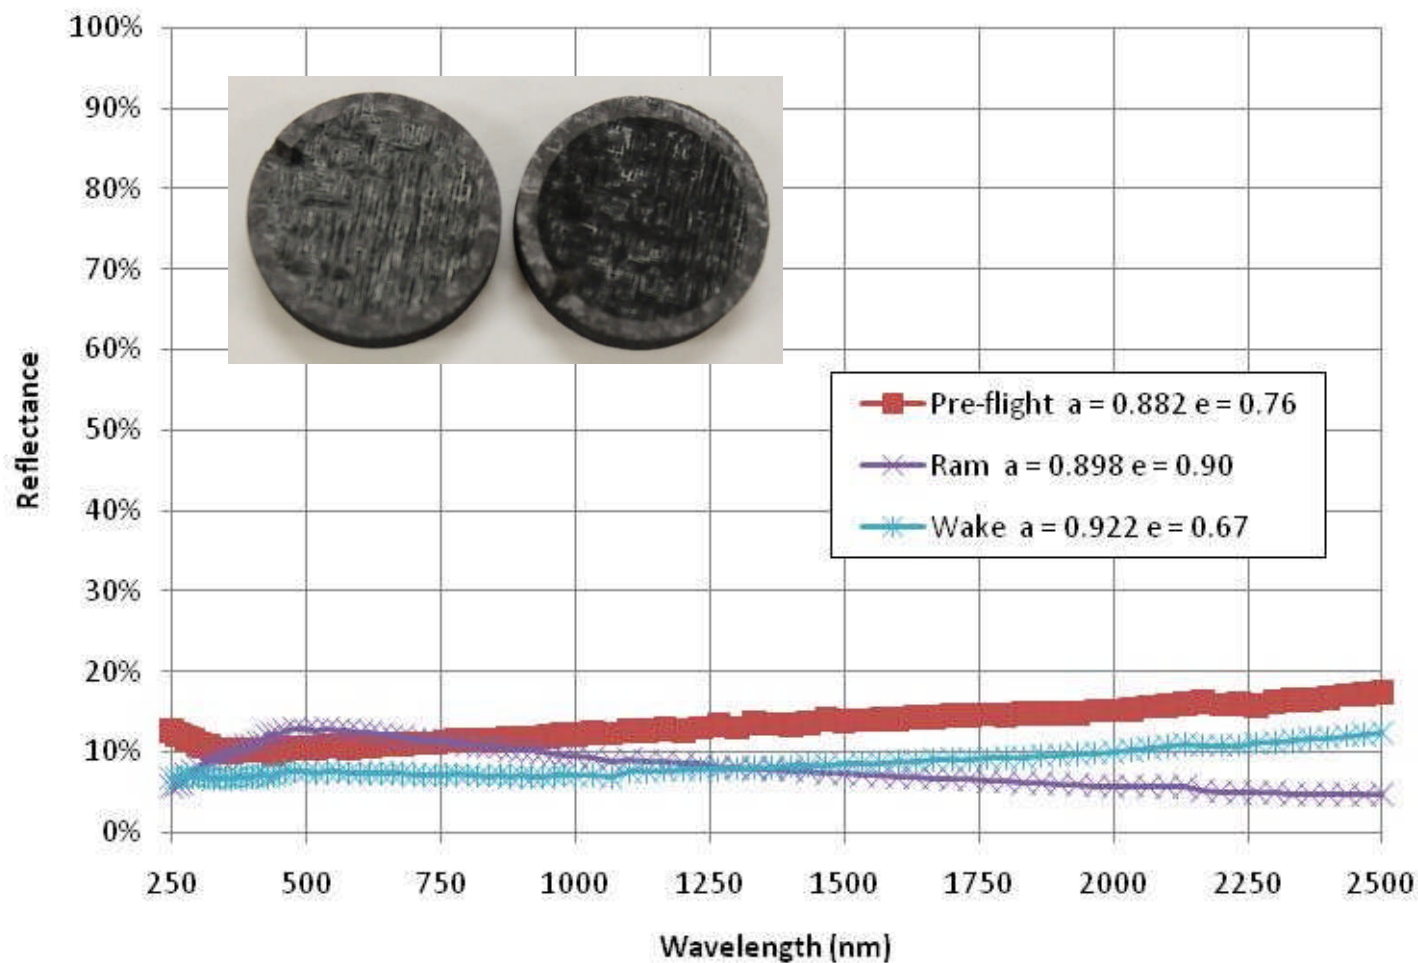 100%
90%
80%
70%
60%
50%
40%
30%
20%
10%
0%
Reflectance
Pre-flight a = 0.882 e = 0.76
Ram a = 0.898 e = 0.90
Wake a = 0.922 e = 0.67
250 500 750 1000 1250 1500 1750 2000 2250 2500
Wavelength (nm)